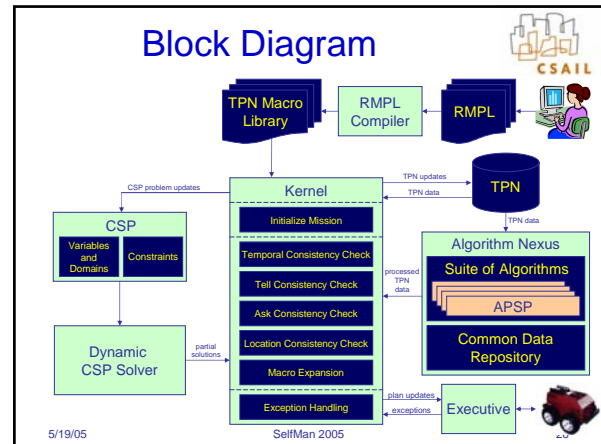 Block Diagram
CSAIL
TPN Macro
Library
RMPL
Compiler
RMPL
CSP problem updates
Kernel
TPN updates
TPN data
TPN
CSP
Variables
and
Domains
Constraints
Initialize Mission
Temporal Consistency Check
Tell Consistency Check
Ask Consistency Check
Location Consistency Check
Macro Expansion
Exception Handling
TPN data
Algorithm Nexus
Suite of Algorithms
APSP
Common Data
Repository
processed
TPN
data
Dynamic
CSP Solver
partial
solutions
plan updates
exceptions
Executive
5/19/05
SelfMan 2005